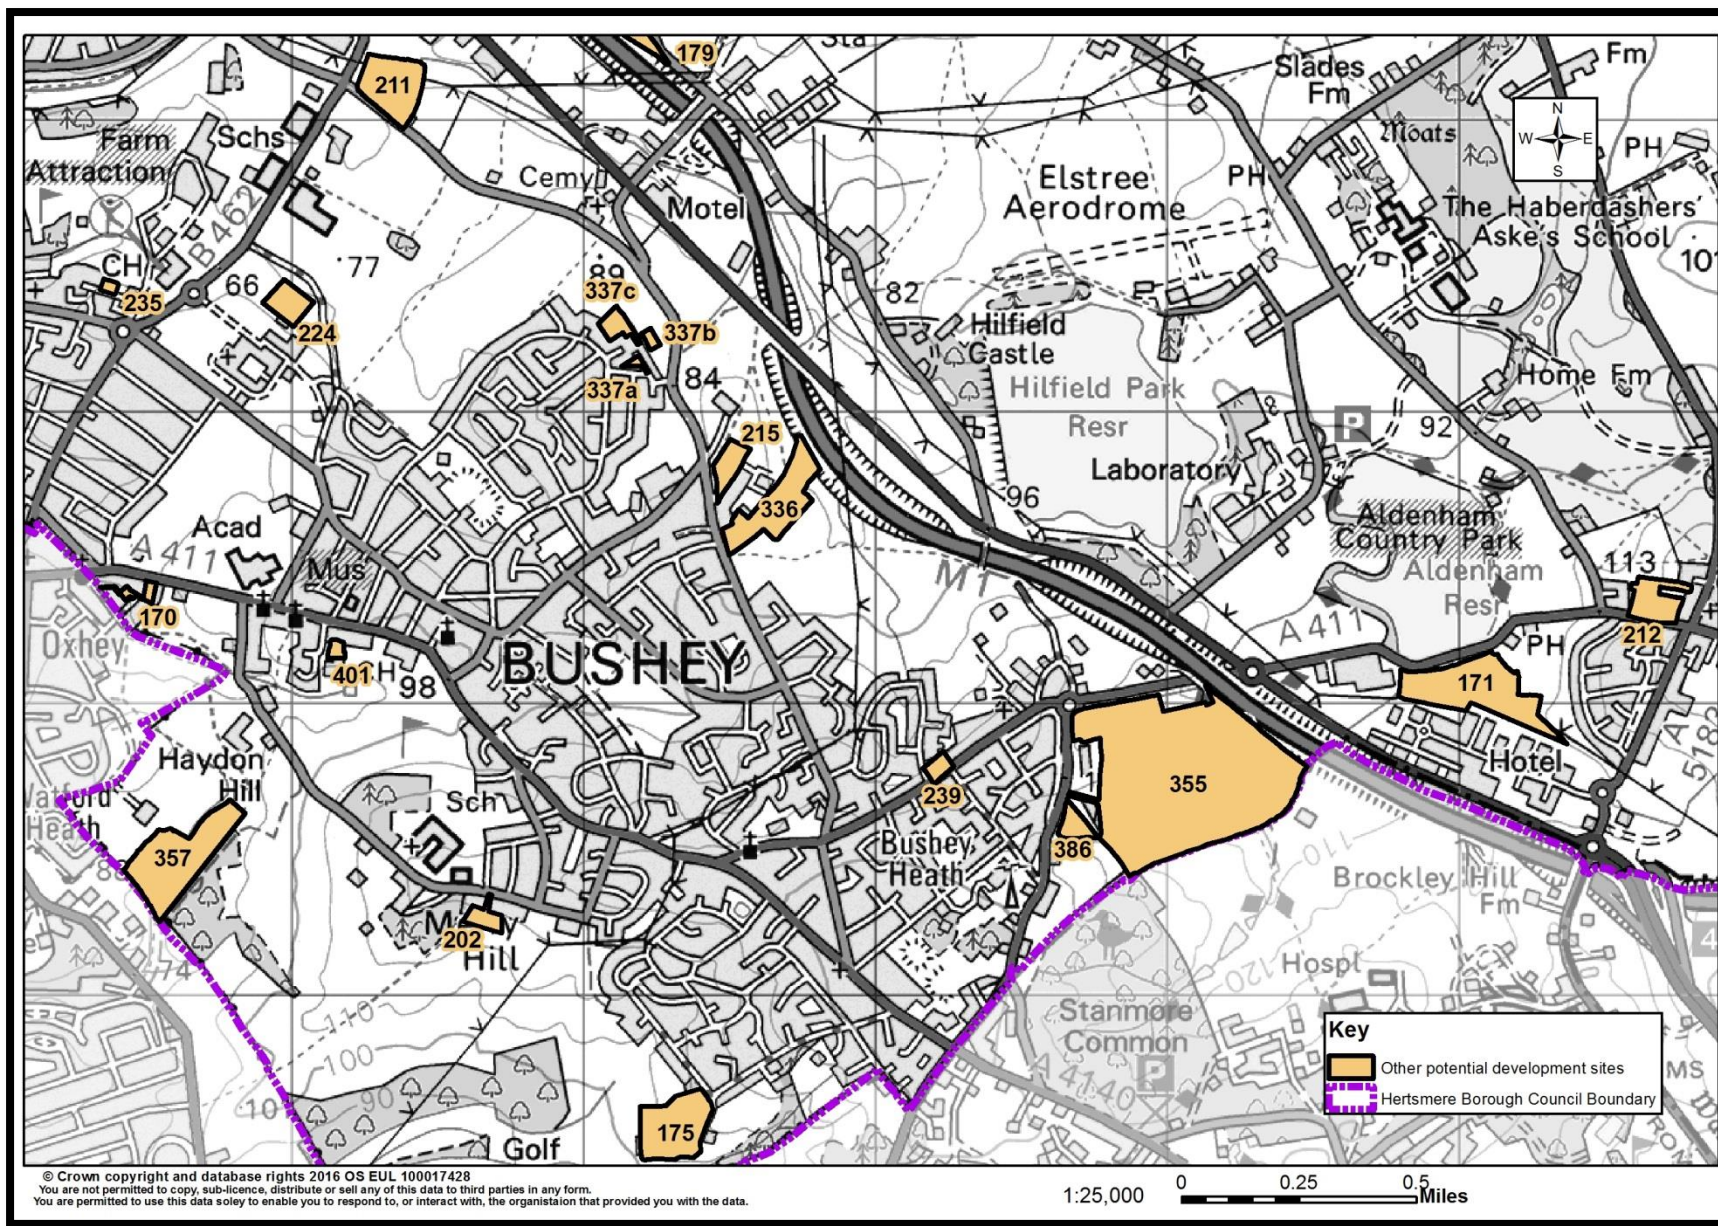 179
Sta
Slades
Fm
Fm
211
Farm
Attraction
Schs
Moats
N
W E
S
PH
Cemy
Motel
Elstree
Aerodrome
PH
The Haberdashers'
Aske's School
B 462
77
89
CH
66
235
224
337c
337b
337a
84
82
Hilfield
Castle
Hilfield Park
Resr
Home Fm
P
92
215
Laboratory
336
96
Aldenham
Country Park
Aldenham
Resr
113
Acad
A 411
Mus
M1
170
Oxhey
A 411
PH
212
401
H
98
BUSHEY
171
Haydon
Hill
Heath
Sch
239
355
Hotel
A
5183
357
Bushey
Heath
386
110
Brockley Hill
Fm
202
Hill
74
120
Hospl
4
110
100
90
Stanmore
Common
P
A 4140
175
Golf
MS
Key
Other potential development sites
Hertsmere Borough Council Boundary
© Crown copyright and database rights 2016 OS EUL 100017428
You are not permitted to copy, sub-licence, distribute or sell any of this data to third parties in any form.
You are permitted to use this data soley to enable you to respond to, or interact with, the organistaion that provided you with the data.
1:25,000
0 0.25 0.5
Miles